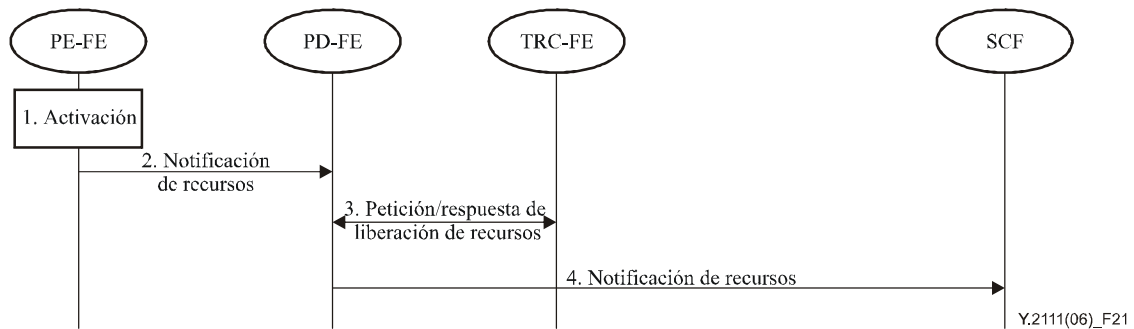 PE-FE
PD-FE
TRC-FE
SCF
1. Activación
2. Notificación
de recursos
3. Petición/respuesta de
liberación de recursos
4. Notificación de recursos
Y.2111(06)_F21